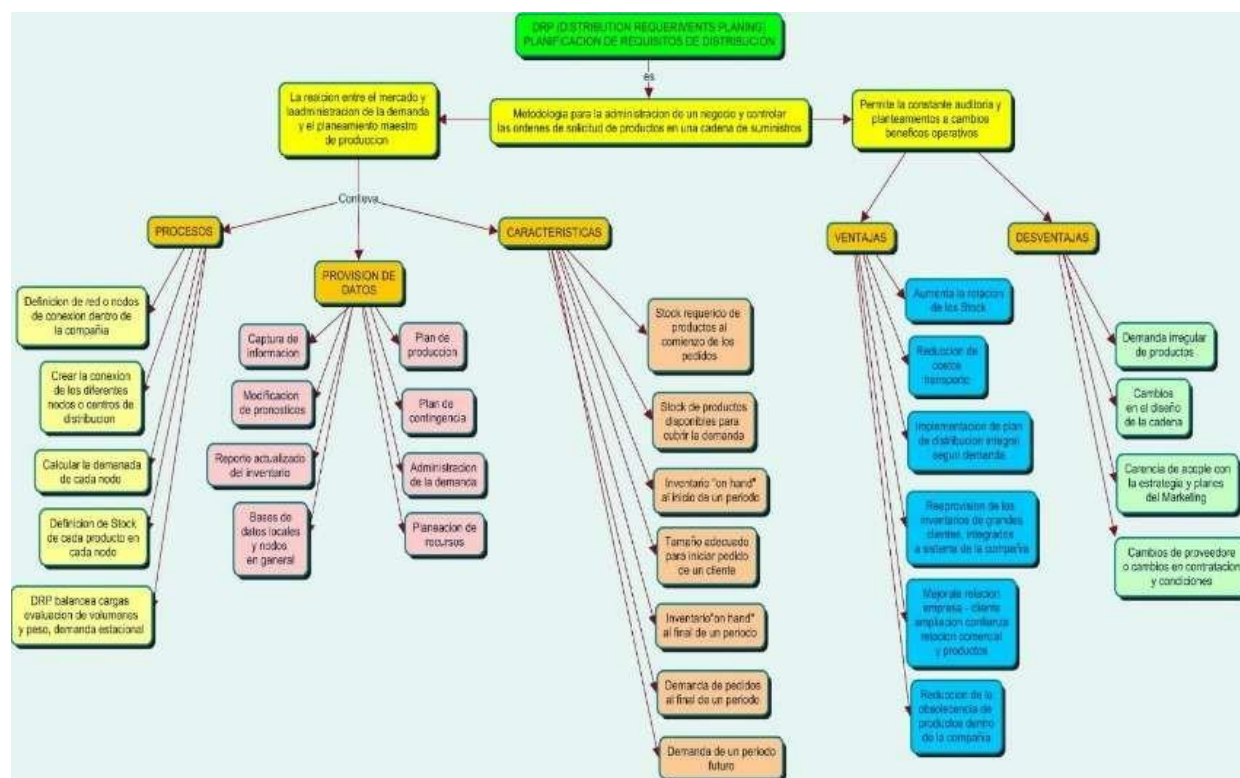 DRP (DISTRIBUTION REQUERIMENTS PLANING)
PLANIFICACION DE REQUISITOS DE DISTRIBUCION
es
La realcion entre el mercado y
laadministracion de la demanda
y el planeamiento maestro
de produccion
Metodologia para la administracion de un negocio y controlar
las ordenes de solicitud de productos en una cadena de suministros
Permite la constante auditoria y
planteamientos a cambios
beneficos operativos
Conlleva
PROCESOS
Definicion de red o nodos
de conexion dentro de
la compañia
Crear la conexion
de los diferentes
nodos o centros de
distribucion
Calcular la demanada
de cada nodo
Definicion de Stock
de cada producto en
cada nodo
DRP balancea cargas
evaluacion de volumenes
y peso, demanda estacional
PROVISION DE
DATOS
Captura de
informacion
Modificacion
de pronosticos
Reporte actualizado
del inventario
Bases de
datos locales
y nodos
en general
Plan de
produccion
Plan de
contingencia
Administracion
de la demanda
Planeacion de
recursos
CARACTERISTICAS
Stock requerido de
productos al
comienzo de los
pedidos
Stock de productos
disponibles para
cubrir la demanda
Inventario "on hand"
al inicio de un periodo
Tamaño adecuado
para iniciar pedido
de un cliente
Inventario"on hand"
al final de un periodo
Demanda de pedidos
al final de un periodo
Demanda de un periodo
futuro
VENTAJAS
Aumenta la rotacion
de los Stock
Reduccion de
costos
transporte
Implementacion de plan
de distribucion integral
segun demanda
Reeprovision de los
inventarios de grandes
clientes, integrados
a sistema de la compañia
relacion
empresa - cliente
ampliacion confianza
relacion comercial
y productos
Reduccion de la
obsolecencia de
productos dentro
de la compañia
DESVENTAJAS
Demanda irregular
de productos
Cambios
en el diseño
de la cadena
Carencia de acople con
la estrategia y planes
del Marketing
Cambios de proveedore
o cambios en contratacion
y condiciones